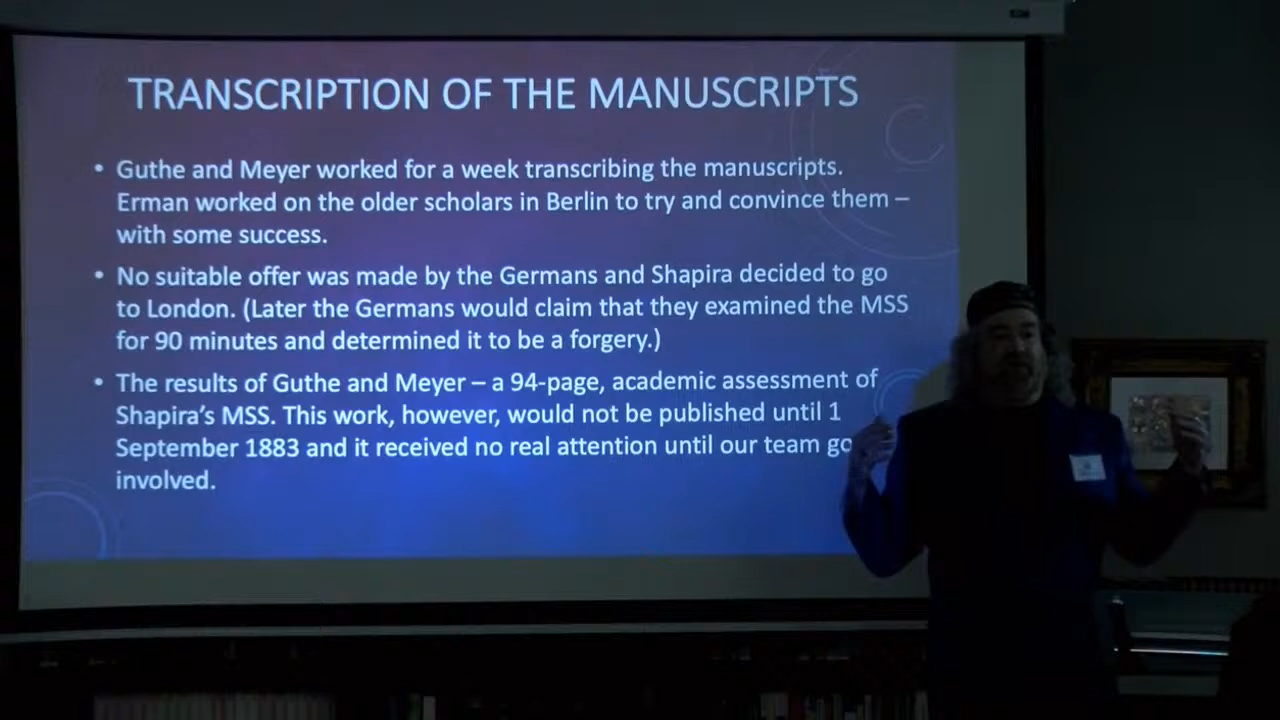 TRANSCRIPTION OF THE MANUSCRIPTS
• Guthe and Meyer worked for a week transcribing the manuscripts.
Erman worked on the older scholars in Berlin to try and convince them –
with some success.
• No suitable offer was made by the Germans and Shapira decided to go
to London. (Later the Germans would claim that they examined the MSS
for 90 minutes and determined it to be a forgery.)
• The results of Guthe and Meyer – a 94-page, academic assessment of
Shapira's MSS. This work, however, would not be published until 1
September 1883 and it received no real attention until our team go
involved.